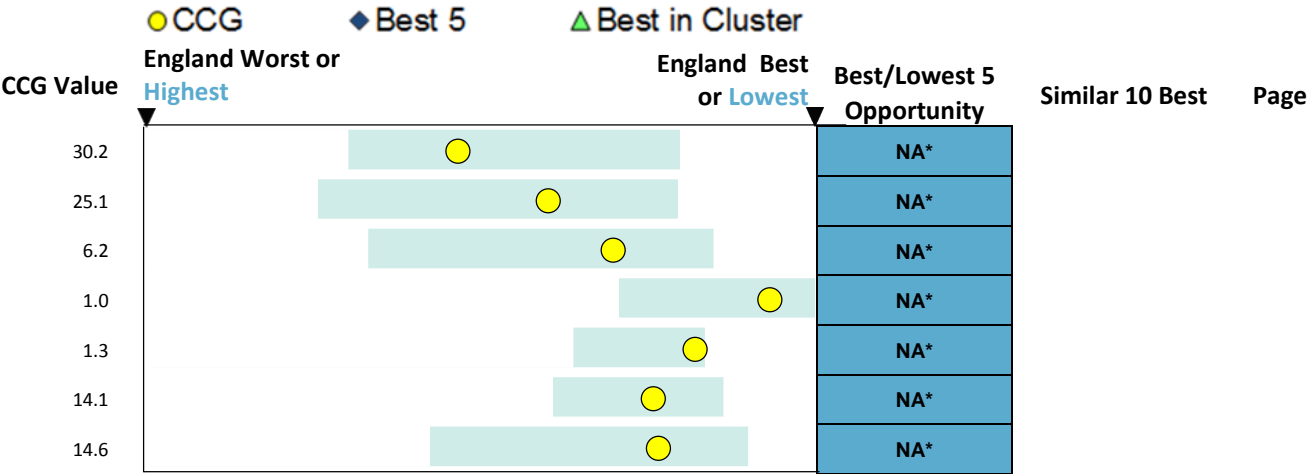 CCG Best 5 Best in Cluster
CCG Value England Worst or Highest England Best or Lowest Best/Lowest 5 Opportunity Similar 10 Best Page
30.2 NA*
25.1 NA*
6.2 NA*
1.0 NA*
1.3 NA*
14.1 NA*
14.6 NA*